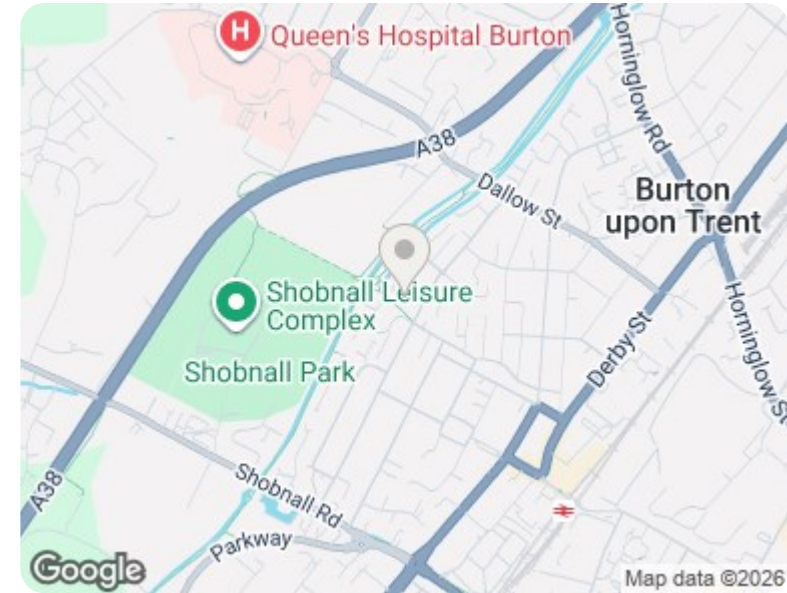 H Queen's Hospital Burton
Horninglow Rd
A38
Dallow St
Burton
upon Trent
Shobnall Leisure
Complex
Shobnall Park
Derby St
Horninglow St
A38
Shobnall Rd
Parkway
Google
Map data ©2026